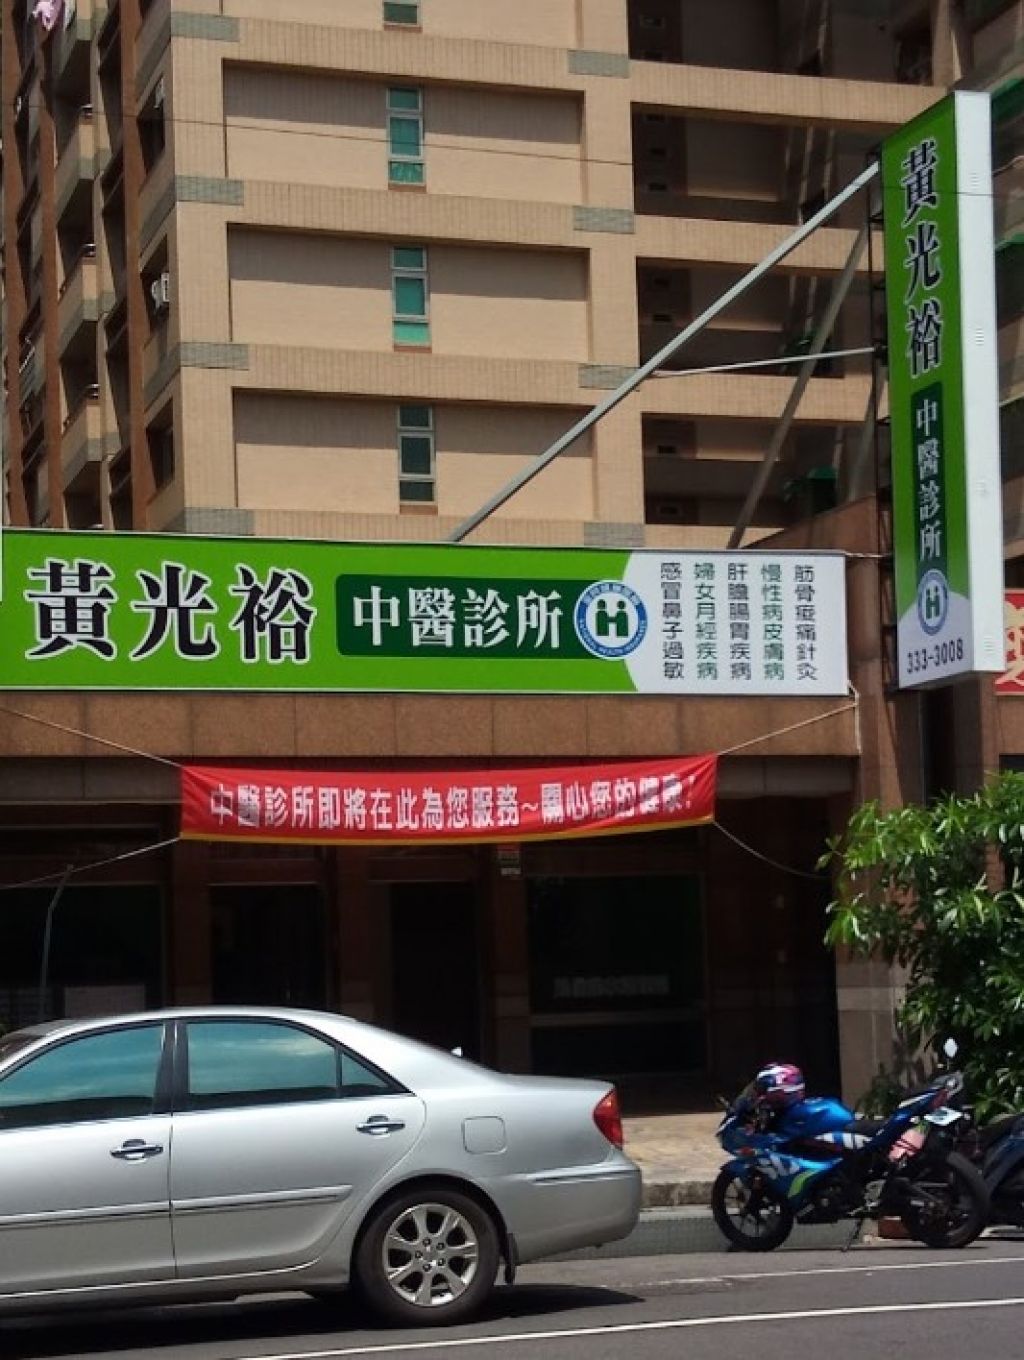 黃光裕
中醫診所
333-3008
黃光裕 中醫診所
感冒鼻子過敏
婦女月經疾病
肝膽腸胃疾病
慢性病皮膚病
筋骨痠痛針灸
中醫診所即將在此為您服務~關心您的健康!